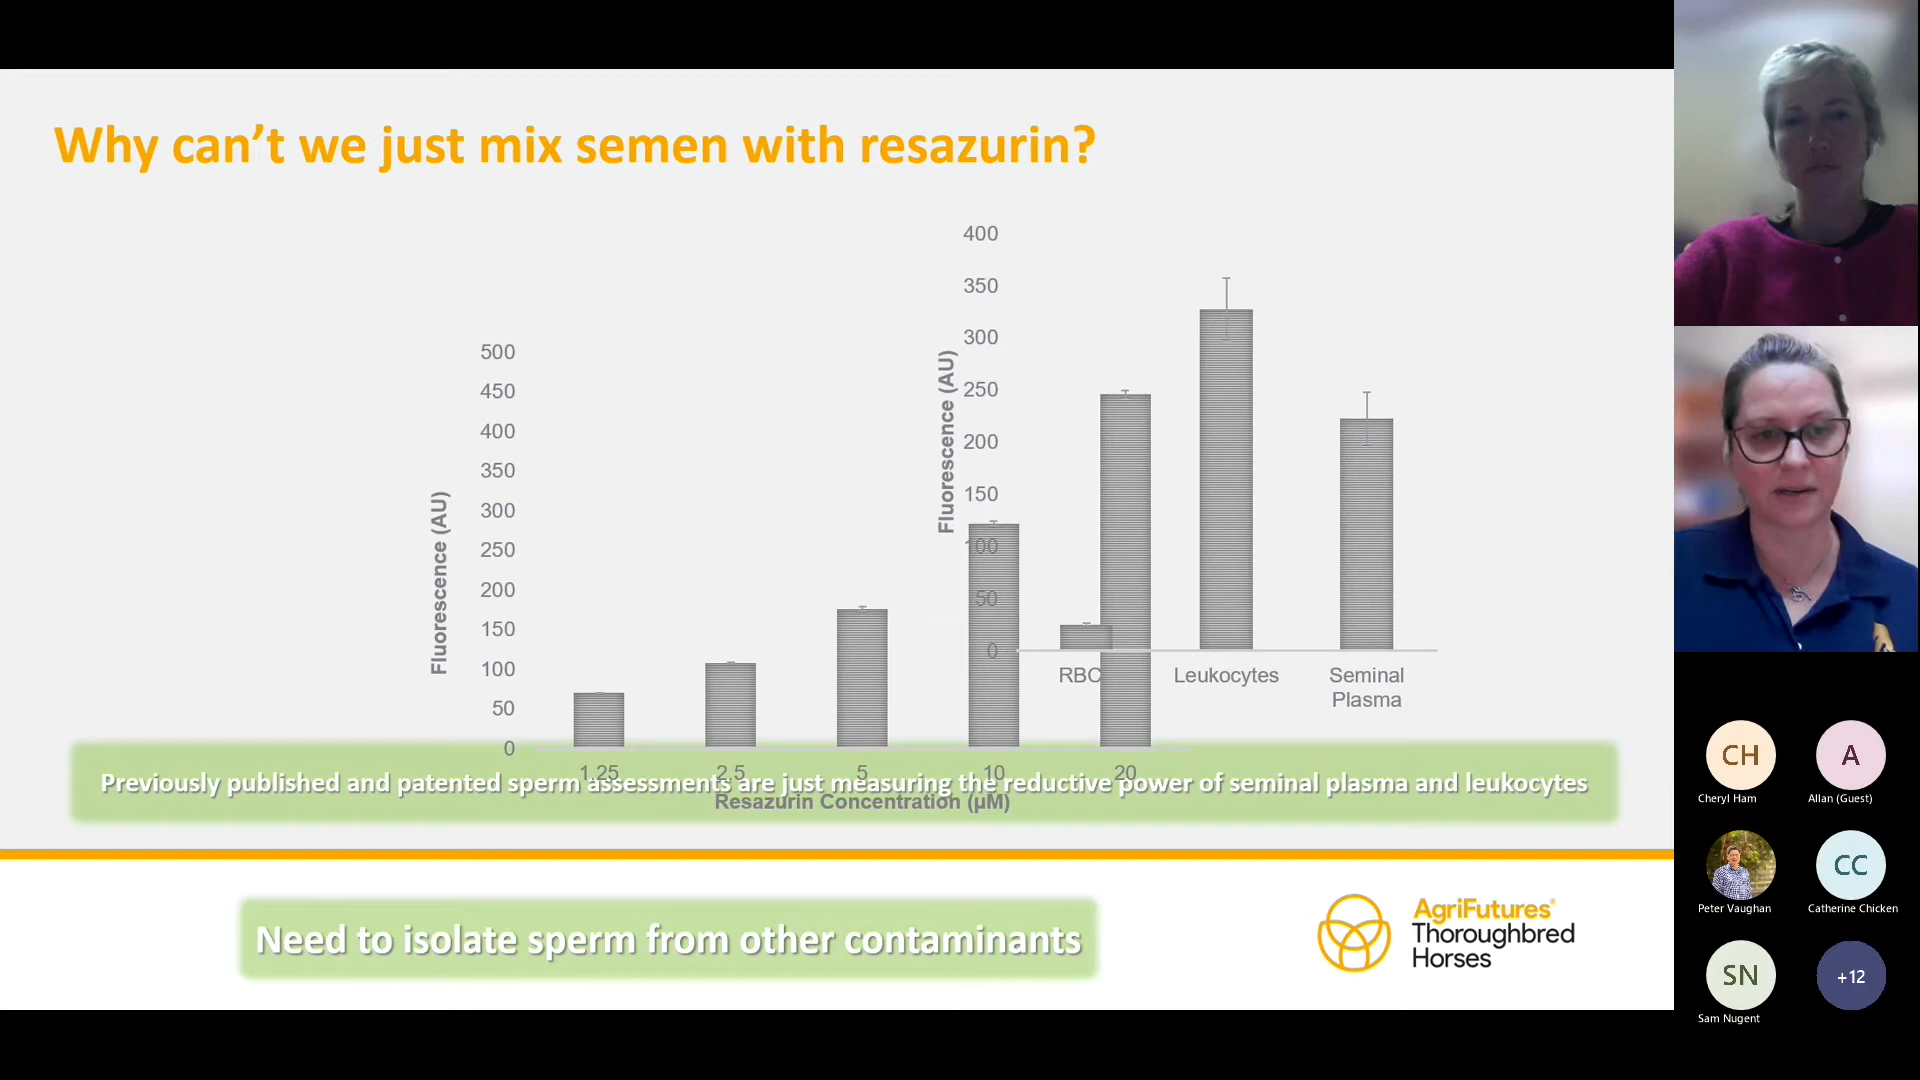 Why can’t we just mix semen with resazurin?
500
450
400
350
300
250
200
150
100
50
0
Fluorescence (AU)
1.25
2.5
5
10
20
Resazurin Concentration (µM)
400
350
300
250
200
150
100
50
0
Fluorescence (AU)
RBC
Leukocytes
Seminal
Plasma
Previously published and patented sperm assessments are just measuring the reductive power of seminal plasma and leukocytes
Need to isolate sperm from other contaminants
AgriFutures®
Thoroughbred
Horses
CH
Cheryl Ham
A
Allan (Guest)
Peter Vaughan
CC
Catherine Chicken
SN
Sam Nugent
+12